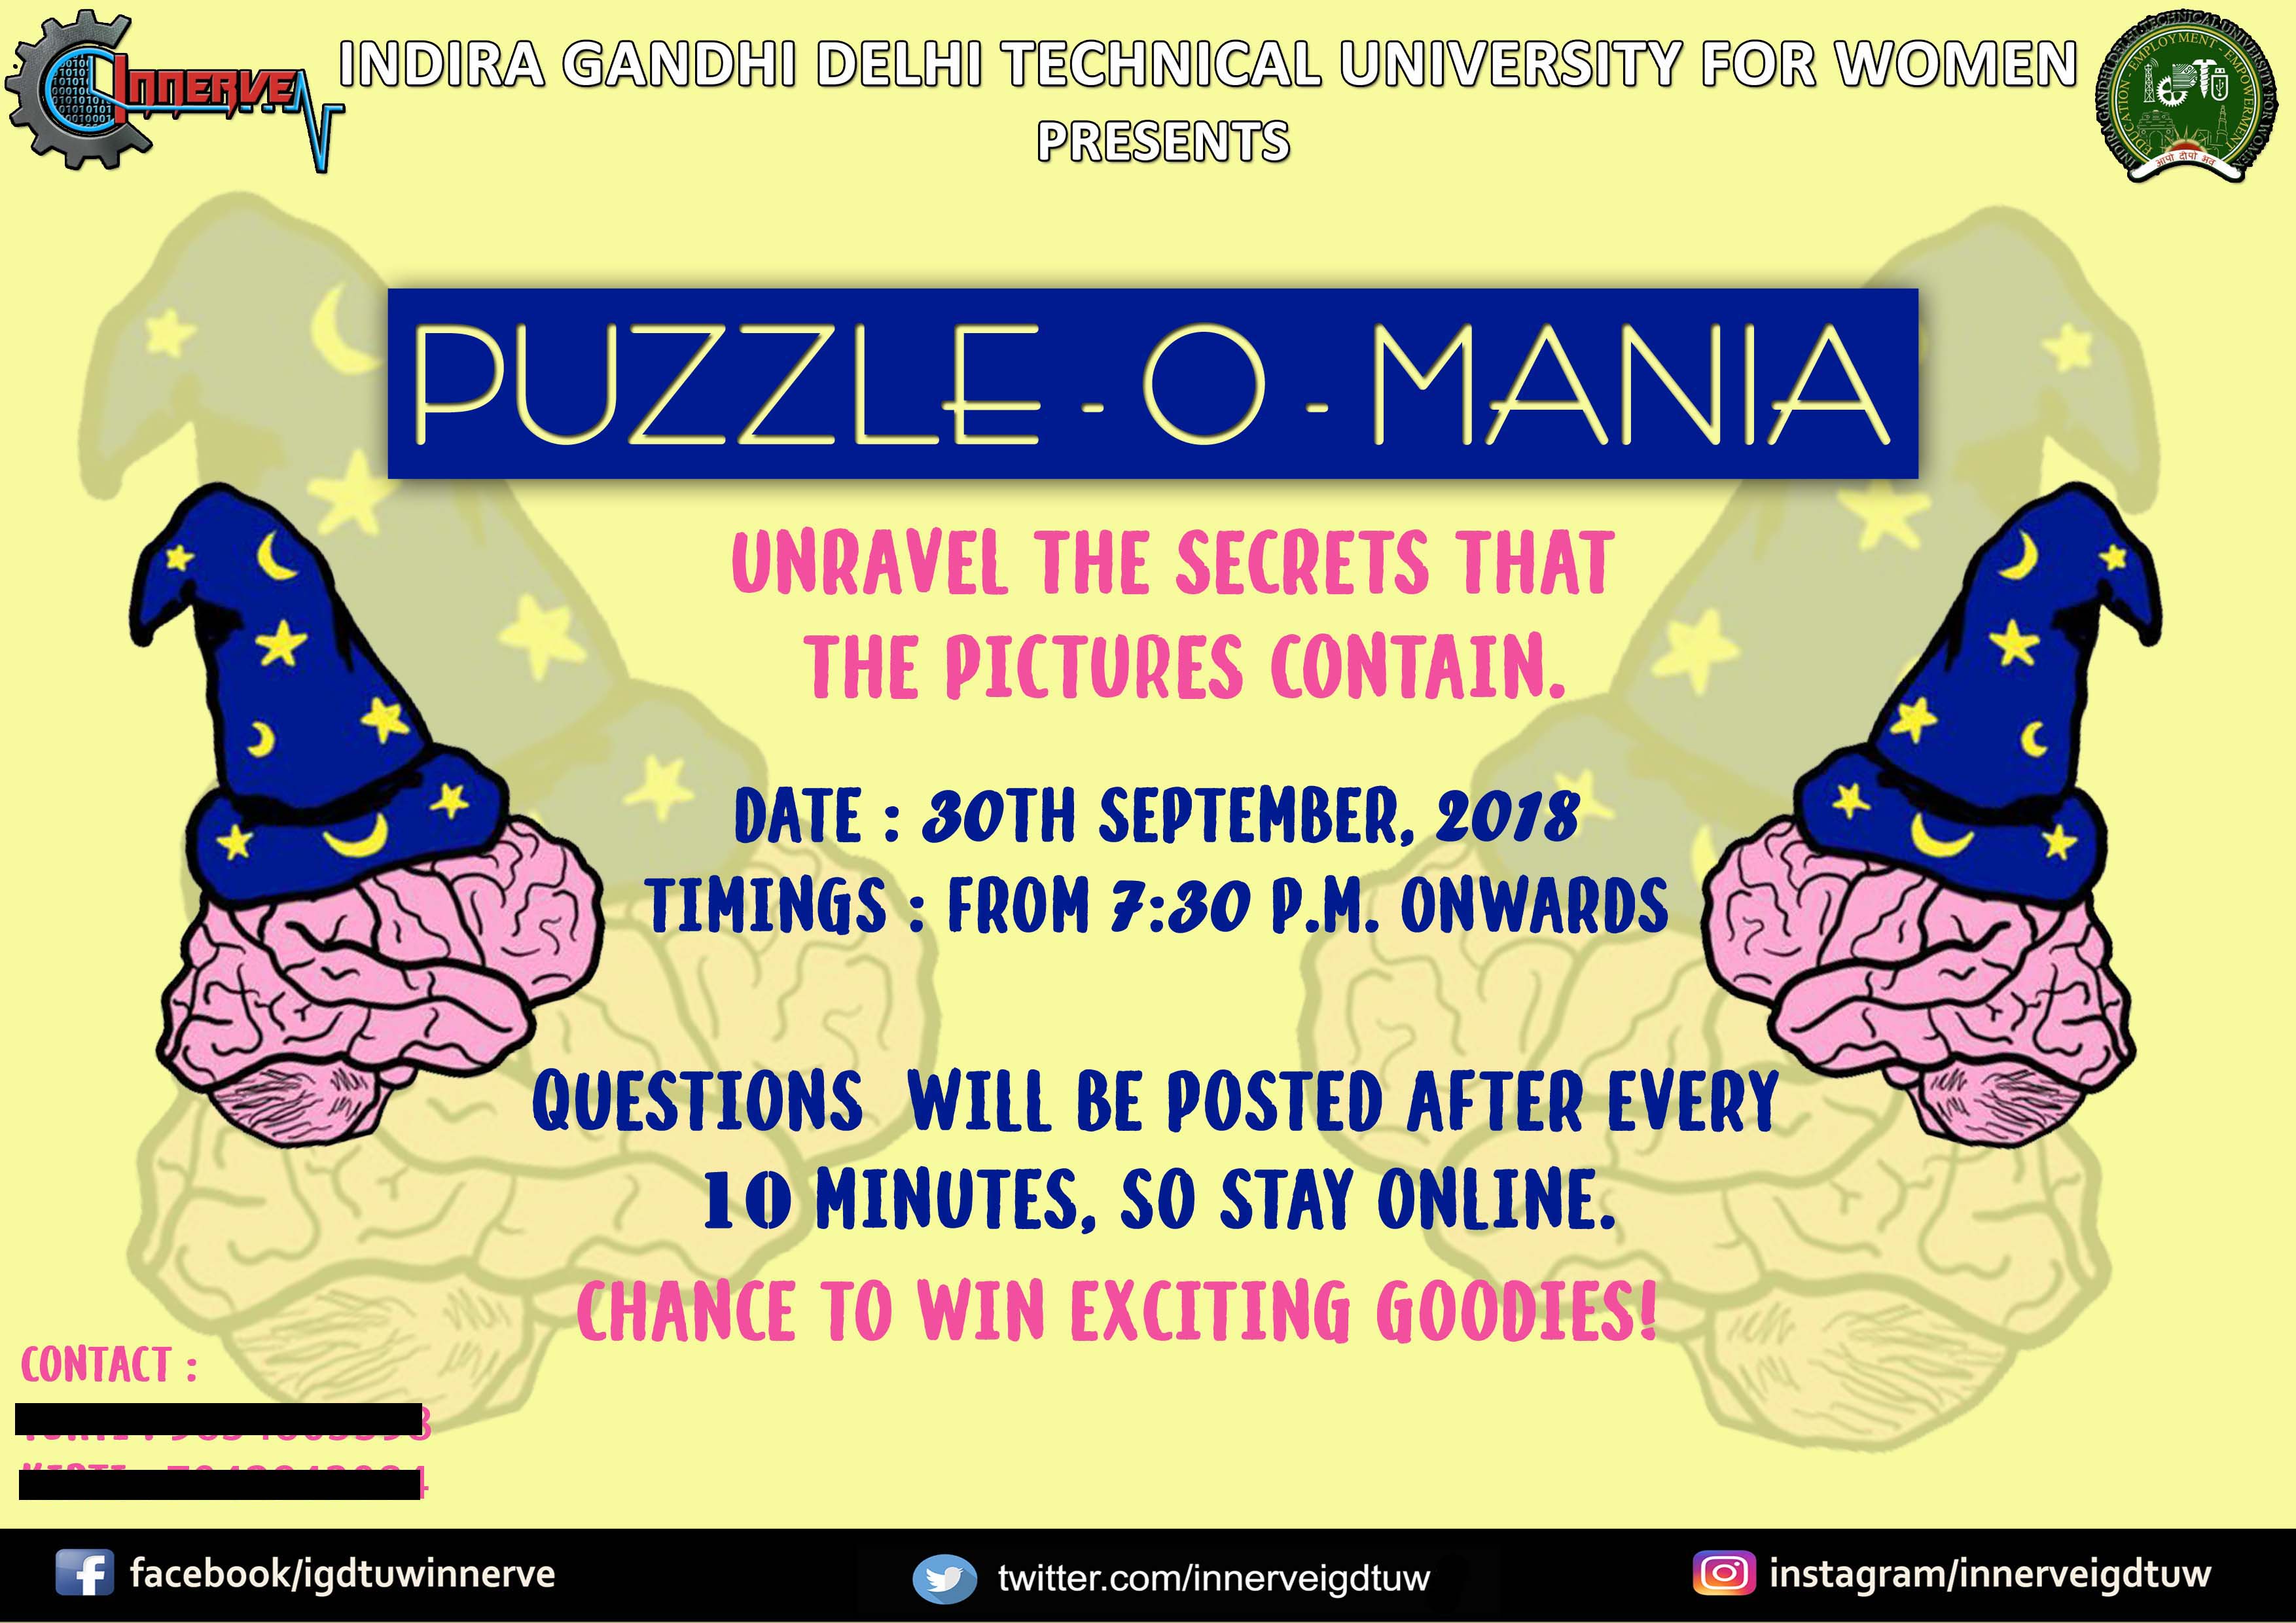 INNERVE
INDIRA GANDHI DELHI TECHNICAL UNIVERSITY FOR WOMEN
PRESENTS
INDIRA GANDHI DELHI TECHNICAL UNIVERSITY FOR WOMEN
EDUCATION - EMPLOYMENT - EMPOWERMENT
आपो दीपो भव
PUZZLE - O - MANIA
UNRAVEL THE SECRETS THAT
THE PICTURES CONTAIN.
DATE : 30TH SEPTEMBER, 2018
TIMINGS : FROM 7:30 P.M. ONWARDS
QUESTIONS WILL BE POSTED AFTER EVERY
10 MINUTES, SO STAY ONLINE.
CHANCE TO WIN EXCITING GOODIES!
CONTACT :
facebook/igdtuwinnerve
twitter.com/innerveigdtuw
instagram/innerveigdtuw